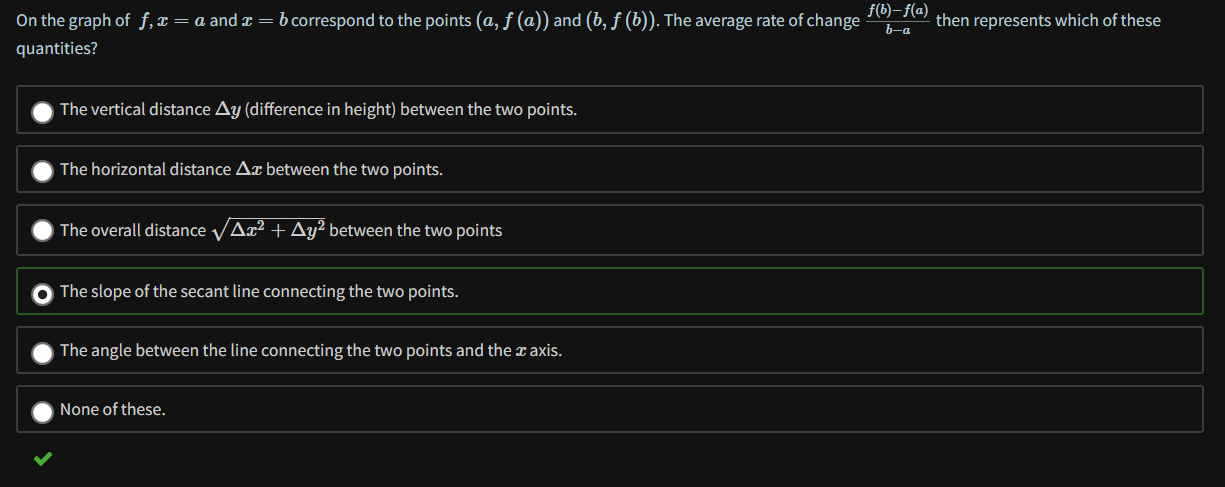 On the graph of f, x = a and x = b correspond to the points (a, f (a)) and (b, f (b)). The average rate of change \frac{f(b)−f(a)}{b−a} then represents which of these
quantities?
The vertical distance Δy (difference in height) between the two points.
The horizontal distance Δx between the two points.
The overall distance √(Δx² + Δy²) between the two points
The slope of the secant line connecting the two points.
The angle between the line connecting the two points and the x axis.
None of these.